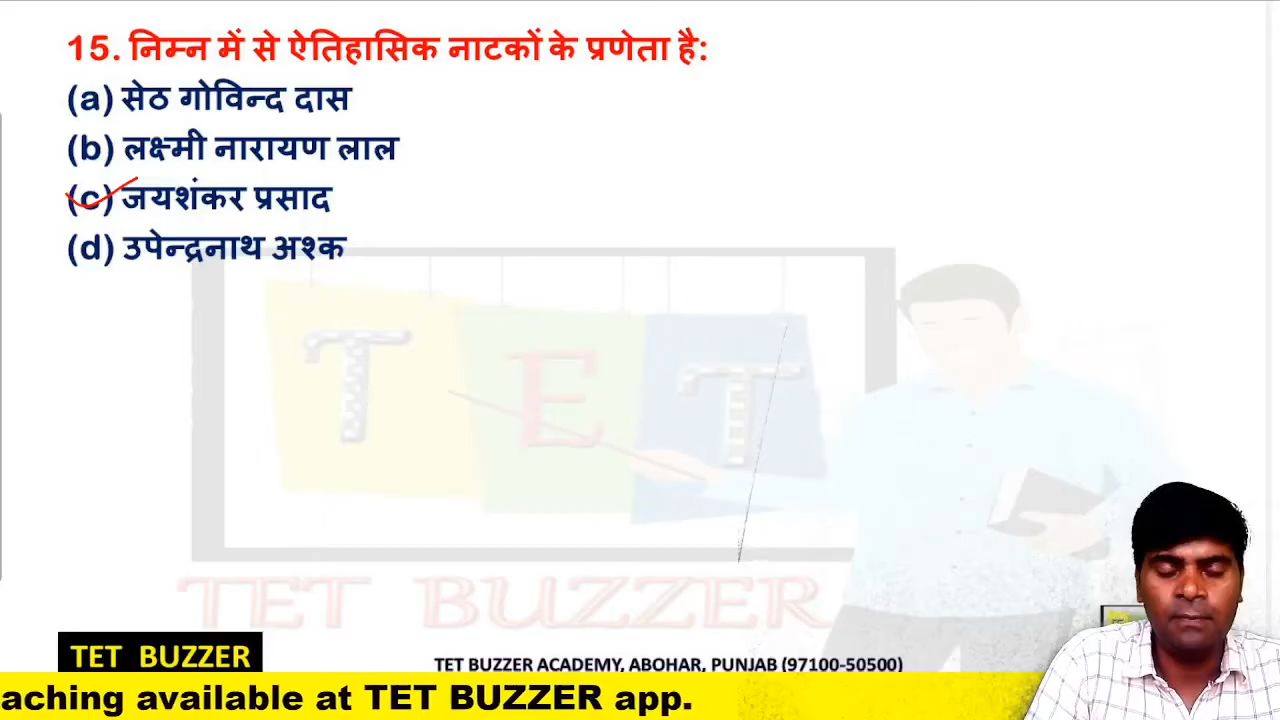 15. निम्न में से ऐतिहासिक नाटकों के प्रणेता है:
(a) सेठ गोविन्द दास
(b) लक्ष्मी नारायण लाल
(c) जयशंकर प्रसाद
(d) उपेन्द्रनाथ अश्क
T E T
TET BUZZER
TET BUZZER
TET BUZZER ACADEMY, ABOHAR, PUNJAB (97100-50500)
aching available at TET BUZZER app.